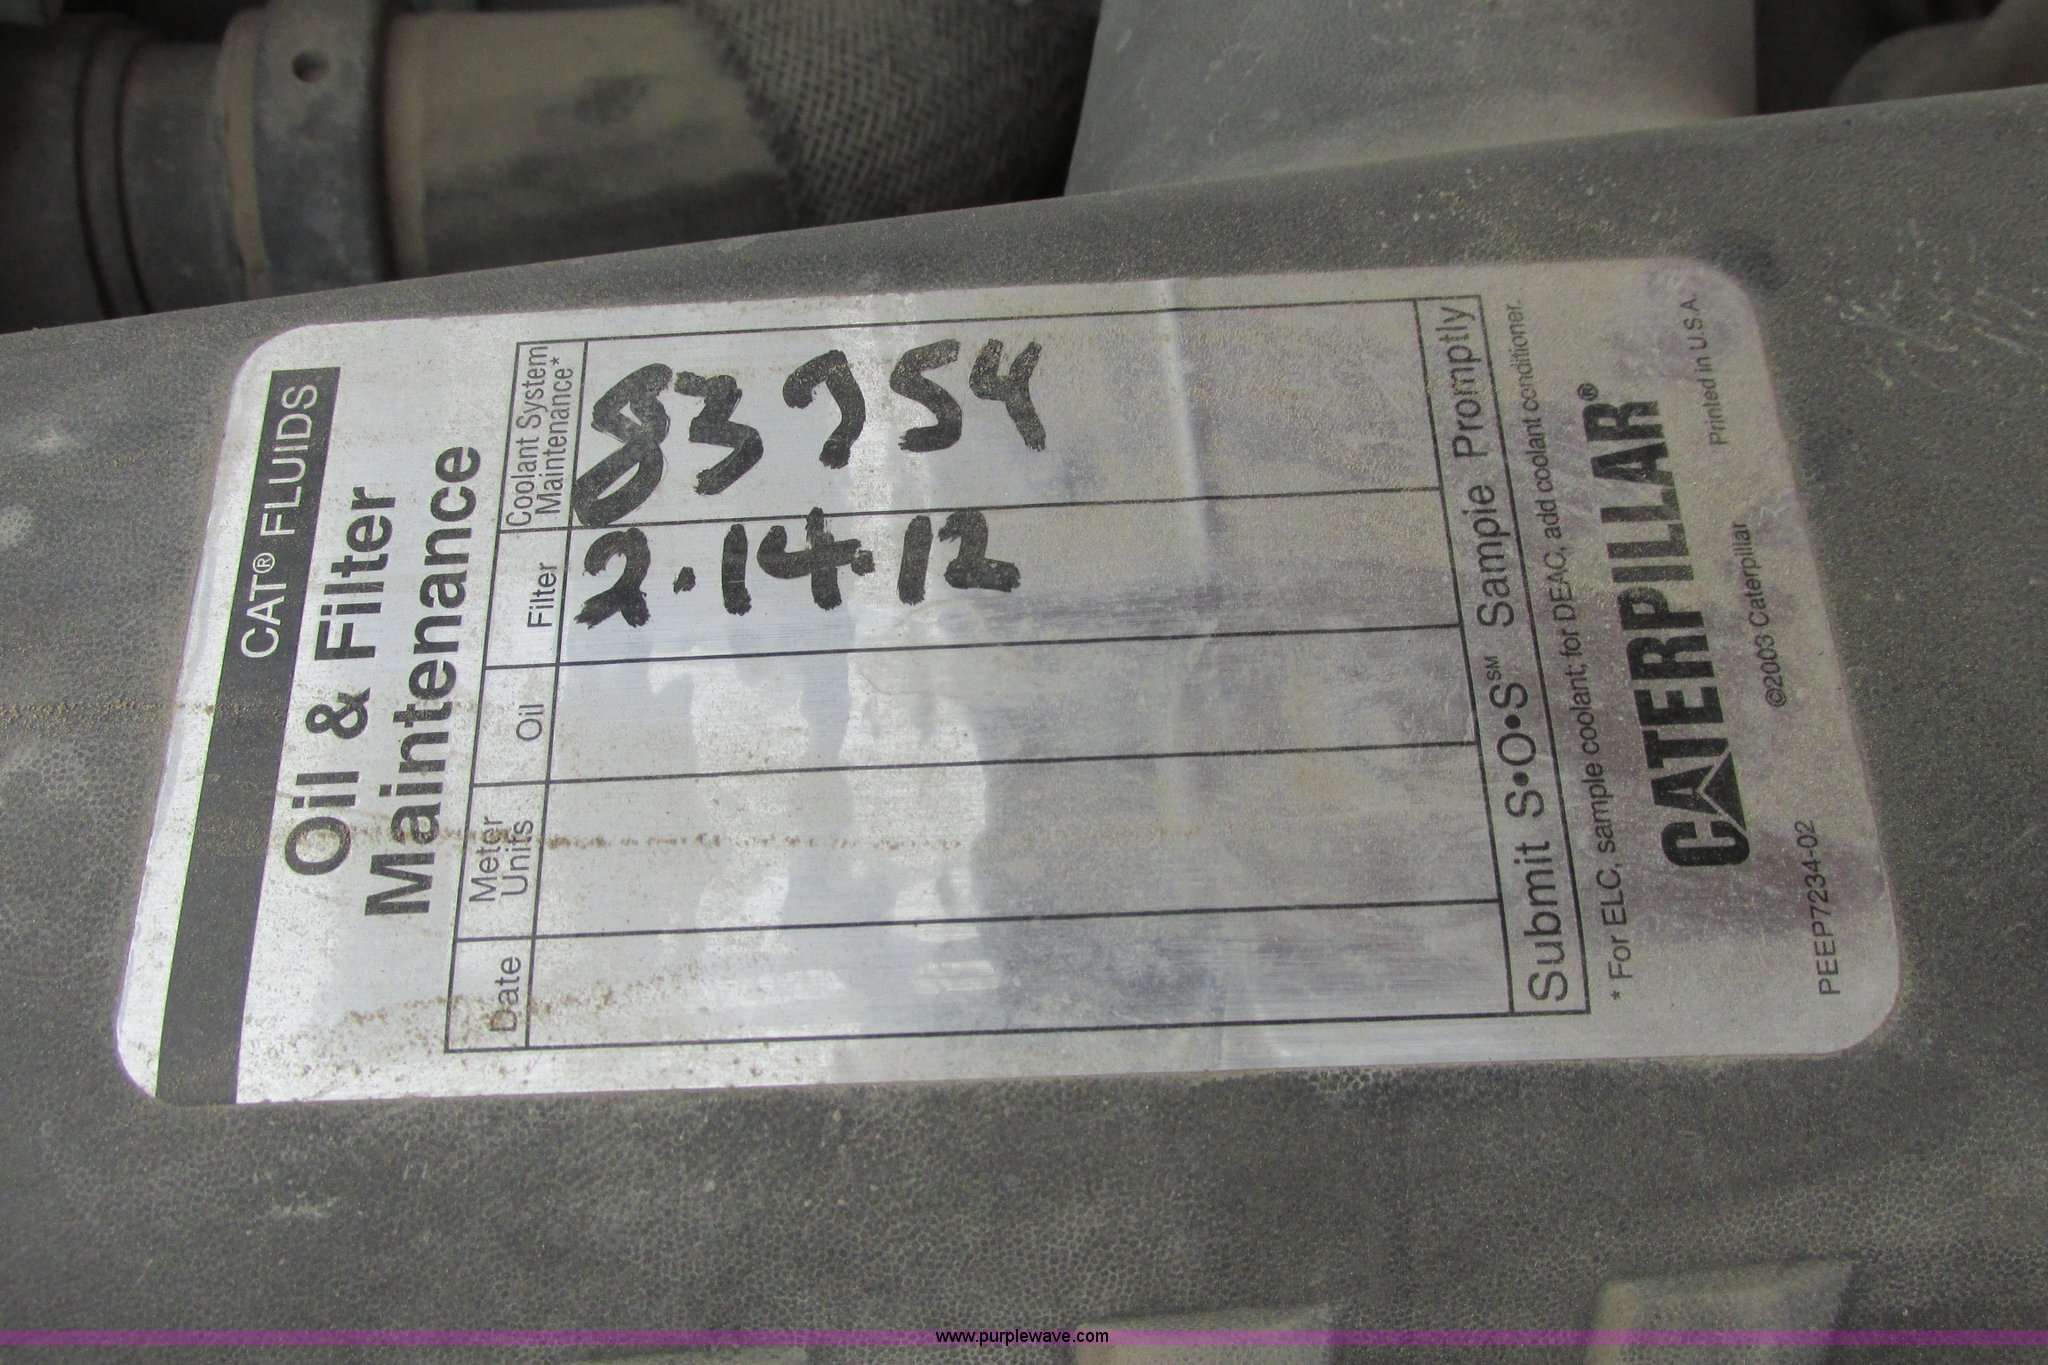 CAT® FLUIDS
Oil & Filter
Maintenance
Date
Meter Units
Oil
Filter
Coolant System Maintenance*
83754
2.14.12
Submit S•O•S℠ Sample Promptly
* For ELC, sample coolant; for DEAC, add coolant conditioner.
CATERPILLAR®
PEEP7234-02 ©2003 Caterpillar Printed in U.S.A.
www.purplewave.com